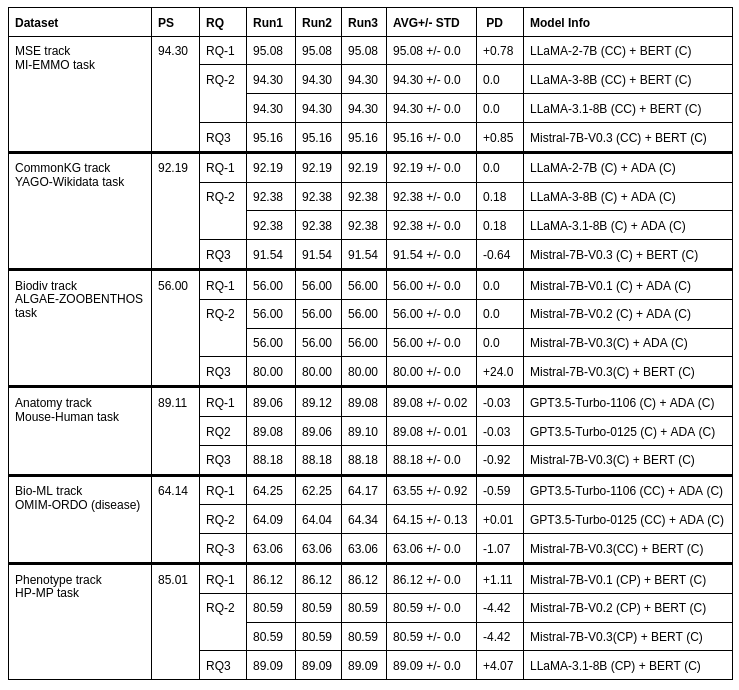 Dataset PS RQ Run1 Run2 Run3 AVG+/- STD PD Model Info
MSE track 94.30 RQ-1 95.08 95.08 95.08 95.08 +/- 0.0 +0.78 LLaMA-2-7B (CC) + BERT (C)
MI-EMMO task
RQ-2 94.30 94.30 94.30 94.30 +/- 0.0 0.0 LLaMA-3-8B (CC) + BERT (C)
94.30 94.30 94.30 94.30 +/- 0.0 0.0 LLaMA-3.1-8B (CC) + BERT (C)
RQ3 95.16 95.16 95.16 95.16 +/- 0.0 +0.85 Mistral-7B-V0.3 (CC) + BERT (C)
CommonKG track 92.19 RQ-1 92.19 92.19 92.19 92.19 +/- 0.0 0.0 LLaMA-2-7B (C) + ADA (C)
YAGO-Wikidata task
RQ-2 92.38 92.38 92.38 92.38 +/- 0.0 0.18 LLaMA-3-8B (C) + ADA (C)
92.38 92.38 92.38 92.38 +/- 0.0 0.18 LLaMA-3.1-8B (C) + ADA (C)
RQ3 91.54 91.54 91.54 91.54 +/- 0.0 -0.64 Mistral-7B-V0.3 (C) + BERT (C)
Biodiv track 56.00 RQ-1 56.00 56.00 56.00 56.00 +/- 0.0 0.0 Mistral-7B-V0.1 (C) + ADA (C)
ALGAE-ZOOBENTHOS
task
RQ-2 56.00 56.00 56.00 56.00 +/- 0.0 0.0 Mistral-7B-V0.2 (C) + ADA (C)
56.00 56.00 56.00 56.00 +/- 0.0 0.0 Mistral-7B-V0.3(C) + ADA (C)
RQ3 80.00 80.00 80.00 80.00 +/- 0.0 +24.0 Mistral-7B-V0.3(C) + BERT (C)
Anatomy track 89.11 RQ-1 89.06 89.12 89.08 89.08 +/- 0.02 -0.03 GPT3.5-Turbo-1106 (C) + ADA (C)
Mouse-Human task
RQ2 89.08 89.06 89.10 89.08 +/- 0.01 -0.03 GPT3.5-Turbo-0125 (C) + ADA (C)
RQ3 88.18 88.18 88.18 88.18 +/- 0.0 -0.92 Mistral-7B-V0.3(C) + BERT (C)
Bio-ML track 64.14 RQ-1 64.25 62.25 64.17 63.55 +/- 0.92 -0.59 GPT3.5-Turbo-1106 (CC) + ADA (C)
OMIM-ORDO (disease)
RQ-2 64.09 64.04 64.34 64.15 +/- 0.13 +0.01 GPT3.5-Turbo-0125 (CC) + ADA (C)
RQ-3 63.06 63.06 63.06 63.06 +/- 0.0 -1.07 Mistral-7B-V0.3(CC) + BERT (C)
Phenotype track 85.01 RQ-1 86.12 86.12 86.12 86.12 +/- 0.0 +1.11 Mistral-7B-V0.1 (CP) + BERT (C)
HP-MP task
RQ-2 80.59 80.59 80.59 80.59 +/- 0.0 -4.42 Mistral-7B-V0.2 (CP) + BERT (C)
80.59 80.59 80.59 80.59 +/- 0.0 -4.42 Mistral-7B-V0.3(CP) + BERT (C)
RQ3 89.09 89.09 89.09 89.09 +/- 0.0 +4.07 LLaMA-3.1-8B (CP) + BERT (C)